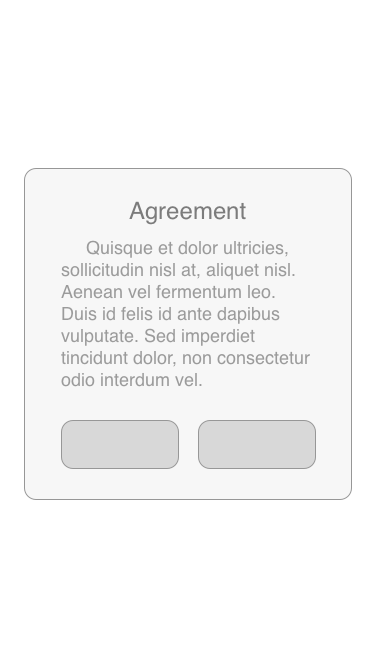 Agreement
Quisque et dolor ultricies,
sollicitudin nisl at, aliquet nisl.
Aenean vel fermentum leo.
Duis id felis id ante dapibus
vulputate. Sed imperdiet
tincidunt dolor, non consectetur
odio interdum vel.